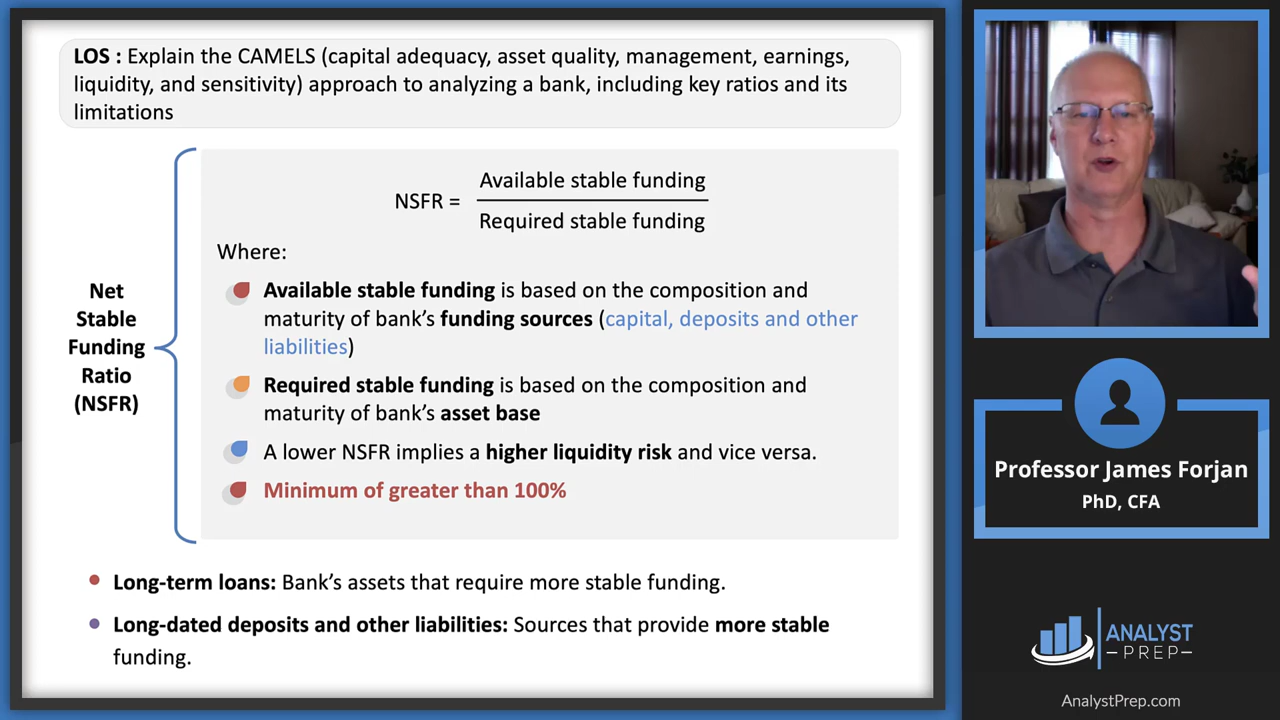 LOS : Explain the CAMELS (capital adequacy, asset quality, management, earnings,
liquidity, and sensitivity) approach to analyzing a bank, including key ratios and its
limitations
Net
Stable
Funding
Ratio
(NSFR)
NSFR =
Available stable funding
Required stable funding
Where:
Available stable funding is based on the composition and
maturity of bank’s funding sources (capital, deposits and other
liabilities)
Required stable funding is based on the composition and
maturity of bank’s asset base
A lower NSFR implies a higher liquidity risk and vice versa.
Minimum of greater than 100%
Long-term loans: Bank’s assets that require more stable funding.
Long-dated deposits and other liabilities: Sources that provide more stable
funding.
Professor James Forjan
PhD, CFA
ANALYST
PREP
AnalystPrep.com